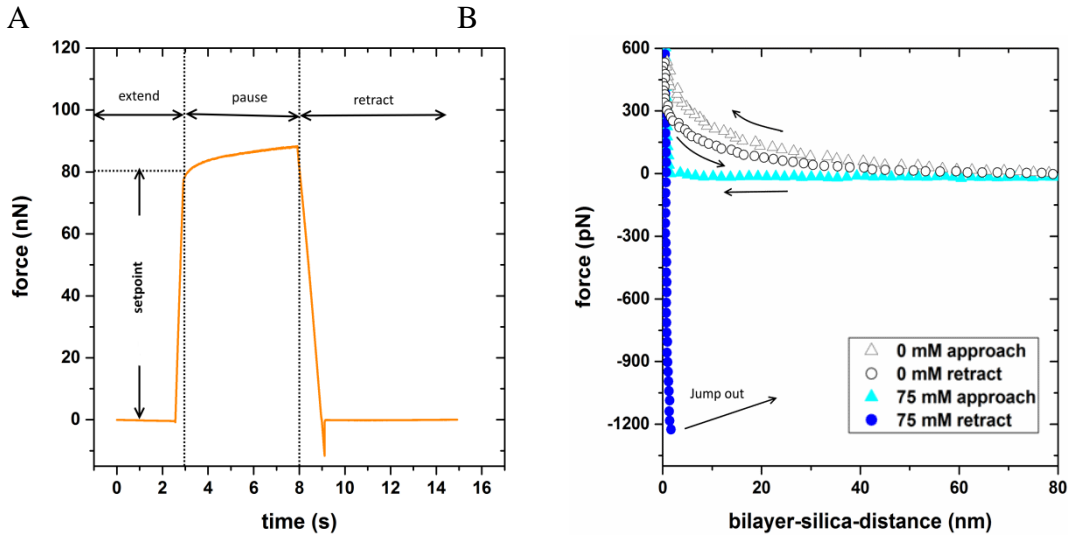 A
B
120
100
80
60
40
20
0
force (nN)
extend
pause
retract
setpoint
0 2 4 6 8 10 12 14 16
time (s)
600
300
0
-300
-600
-900
-1200
force (pN)
Jump out
0 mM approach
0 mM retract
75 mM approach
75 mM retract
0 20 40 60 80
bilayer-silica-distance (nm)